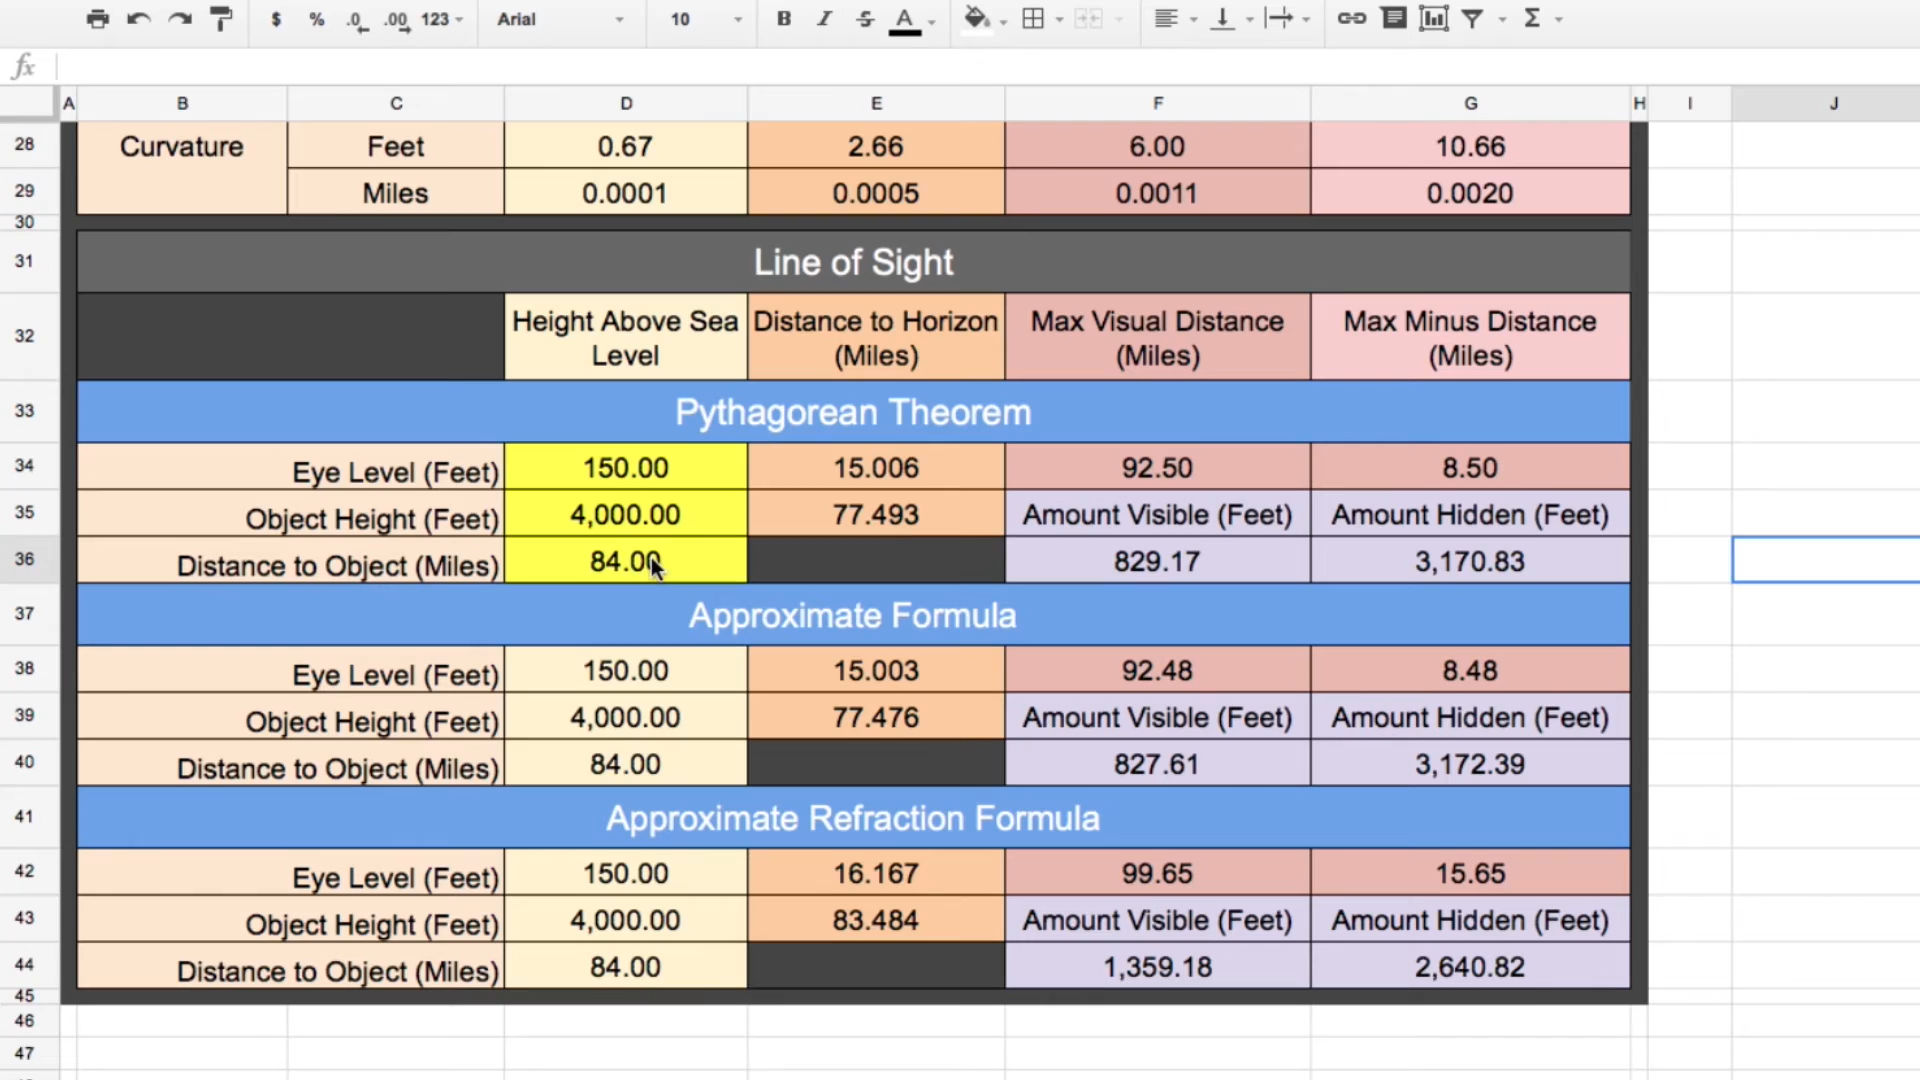 $ % .0 .00 123 Arial 10 B I S A Σ
fx
A B C D E F G H I J
28 Curvature Feet 0.67 2.66 6.00 10.66
29 Miles 0.0001 0.0005 0.0011 0.0020
30
31 Line of Sight
32 Height Above Sea Level Distance to Horizon (Miles) Max Visual Distance (Miles) Max Minus Distance (Miles)
33 Pythagorean Theorem
34 Eye Level (Feet) 150.00 15.006 92.50 8.50
35 Object Height (Feet) 4,000.00 77.493 Amount Visible (Feet) Amount Hidden (Feet)
36 Distance to Object (Miles) 84.00 829.17 3,170.83
37 Approximate Formula
38 Eye Level (Feet) 150.00 15.003 92.48 8.48
39 Object Height (Feet) 4,000.00 77.476 Amount Visible (Feet) Amount Hidden (Feet)
40 Distance to Object (Miles) 84.00 827.61 3,172.39
41 Approximate Refraction Formula
42 Eye Level (Feet) 150.00 16.167 99.65 15.65
43 Object Height (Feet) 4,000.00 83.484 Amount Visible (Feet) Amount Hidden (Feet)
44 Distance to Object (Miles) 84.00 1,359.18 2,640.82
45
46
47